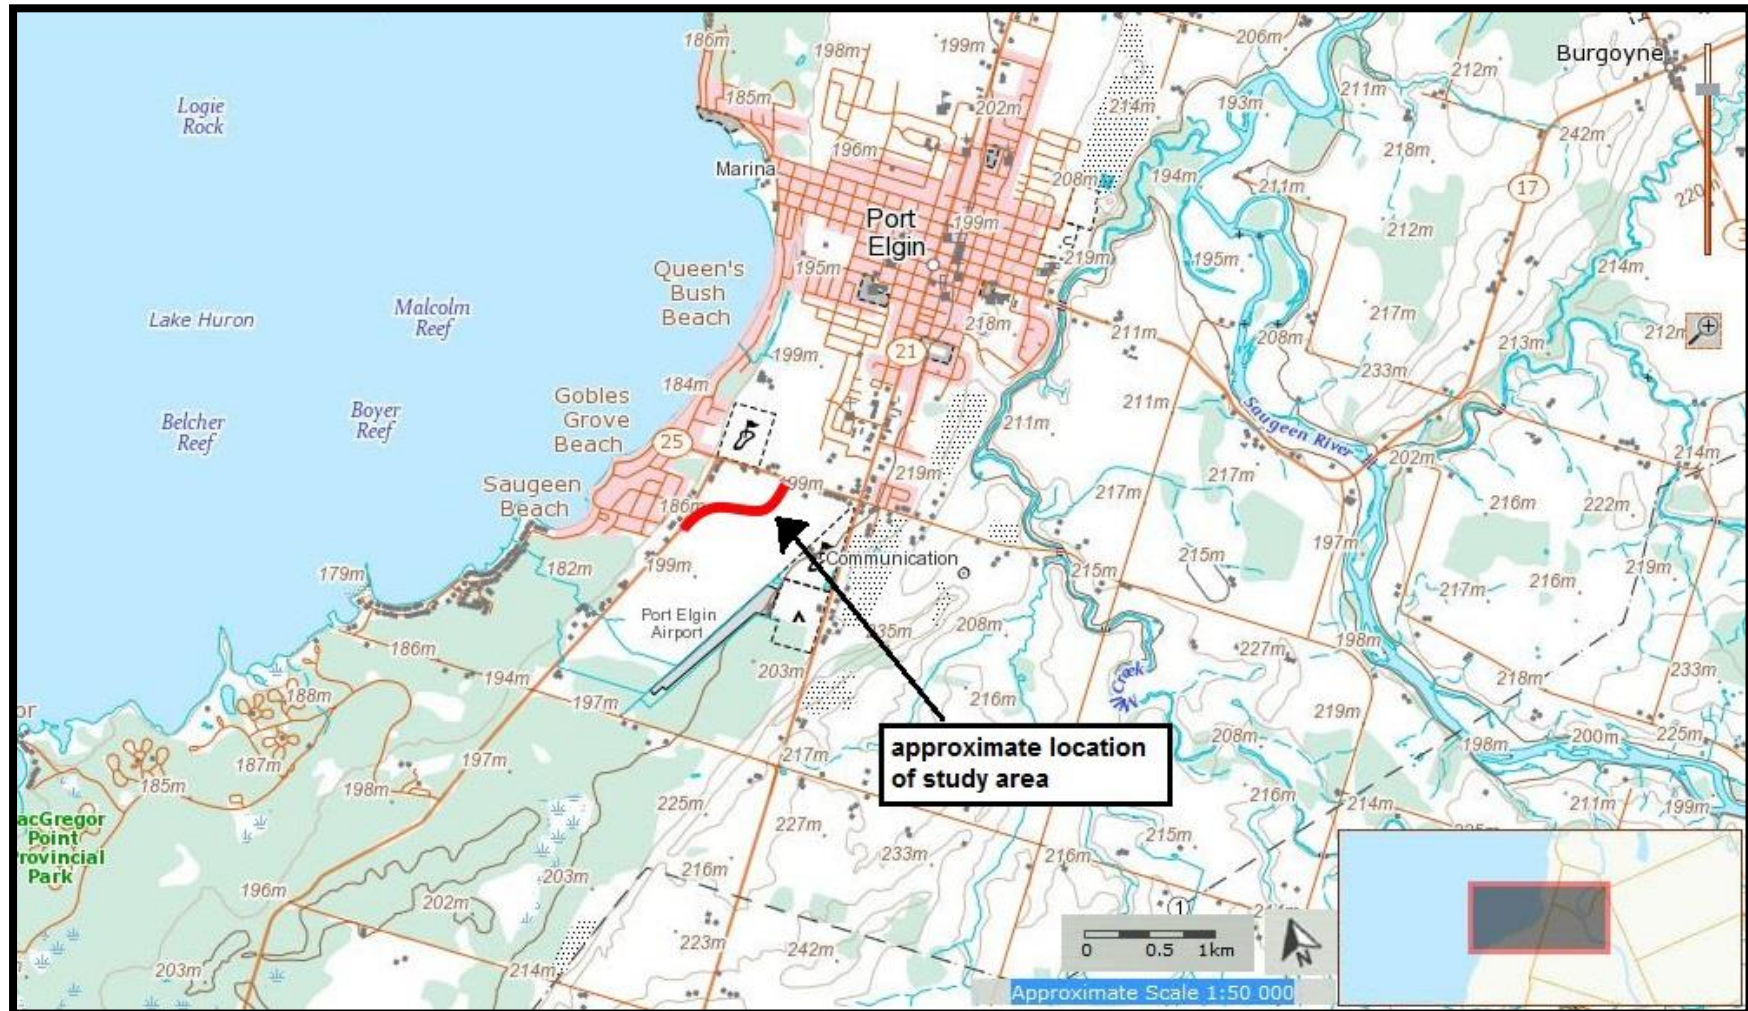 186m
198m
199m
206m
Burgoyne
212m
211m
Logie
Rock
185m
202m
214m
193m
242m
196m
218m
Marina
208m
194m
211m
17
220m
Port
Elgin
199m
212m
219m
195m
Queen's
Bush
Beach
195m
214m
Lake Huron
Malcolm
Reef
218m
211m
208m
217m
213m
212m
21
199m
184m
233m
Gobles
Grove
Beach
Belcher
Reef
Boyer
Reef
25
211m
211m
Saugeen River
202m
214m
Saugeen
Beach
186m
199m
219m
217m
217m
216m
222m
179m
182m
199m
Communication
215m
215m
197m
217m
216m
219m
Port Elgin
Airport
235m
208m
186m
194m
203m
227m
198m
218m
233m
Mill Creek
188m
197m
216m
219m
approximate location
of study area
217m
208m
198m
200m
225m
187m
185m
197m
198m
225m
227m
216m
214m
211m
199m
acGregor
Point
rovincial
Park
215m
216m
233m
216m
203m
196m
202m
1
223m
242m
203m
214m
0 0.5 1km
N
Approximate Scale 1:50 000